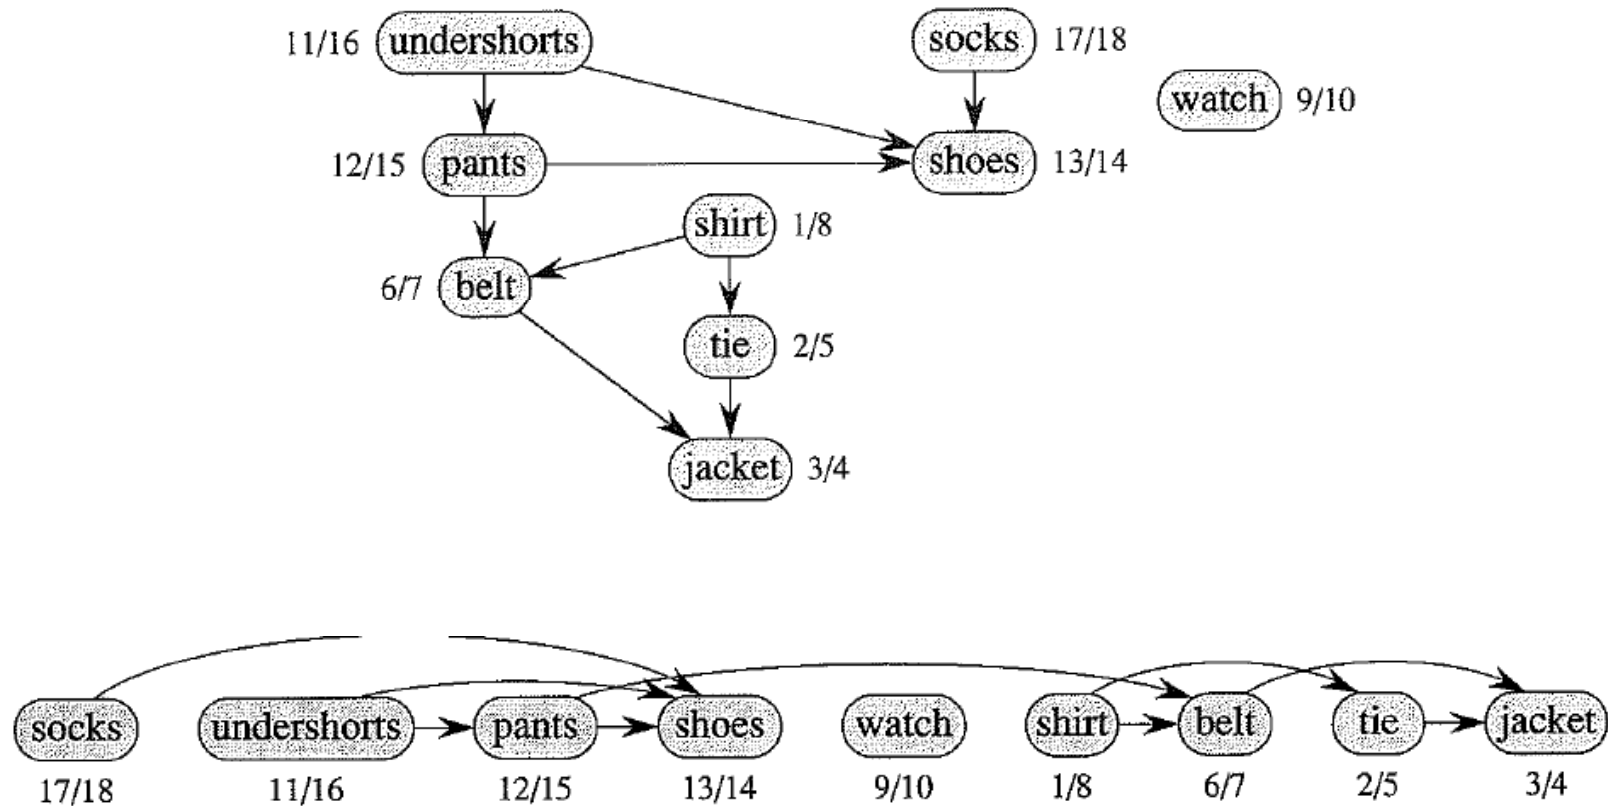 11/16 undershorts socks 17/18
watch 9/10
12/15 pants shoes 13/14
shirt 1/8
6/7 belt
tie 2/5
jacket 3/4
socks undershorts pants shoes watch shirt belt tie jacket
17/18 11/16 12/15 13/14 9/10 1/8 6/7 2/5 3/4